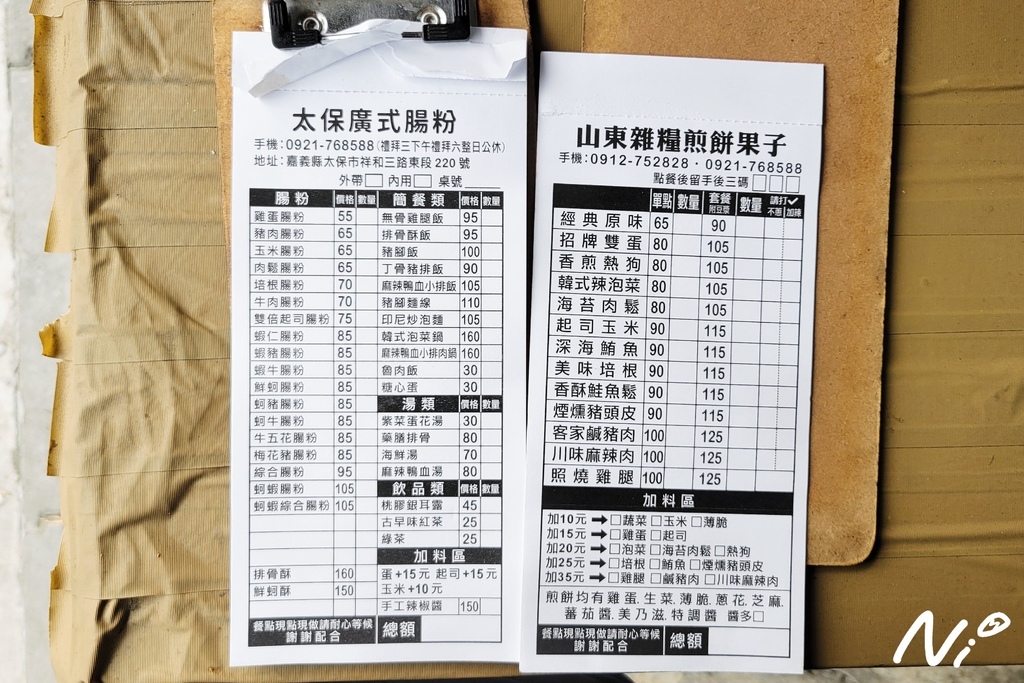 太保廣式腸粉
手機:0921-768588(禮拜三下午禮拜六整日公休)
地址:嘉義縣太保市祥和三路東段220號
外帶□ 內用□ 桌號____
腸粉 價格 數量
雞蛋腸粉 55
豬肉腸粉 65
玉米腸粉 65
肉鬆腸粉 65
培根腸粉 70
牛肉腸粉 70
雙倍起司腸粉 75
蝦仁腸粉 85
蝦豬腸粉 85
蝦牛腸粉 85
鮮蚵腸粉 85
蚵豬腸粉 85
蚵牛腸粉 85
牛五花腸粉 85
梅花豬腸粉 85
綜合腸粉 95
蚵蝦腸粉 105
蚵蝦綜合腸粉 105
排骨酥 160
鮮蚵酥 150
簡餐類 價格 數量
無骨雞腿飯 95
排骨酥飯 95
豬腳飯 100
丁骨豬排飯 90
麻辣鴨血小排飯 105
豬腳麵線 110
印尼炒泡麵 105
韓式泡菜鍋 160
麻辣鴨血小排肉鍋 160
魯肉飯 30
糖心蛋 30
湯類 價格 數量
紫菜蛋花湯 30
藥膳排骨 80
海鮮湯 70
麻辣鴨血湯 80
飲品類 價格 數量
桃膠銀耳露 45
古早味紅茶 25
綠茶 25
加料區
蛋+15元 起司+15元
玉米+10元
手工辣椒醬 150
餐點現點現做請耐心等候
謝謝配合
總額
山東雜糧煎餅果子
手機:0912-752828・0921-768588
點餐後留手後三碼□□□
單點 數量 套餐 附豆漿 數量 請打✓ 不蔥 加辣
經典原味 65 90
招牌雙蛋 80 105
香煎熱狗 80 105
韓式辣泡菜 80 105
海苔肉鬆 80 105
起司玉米 90 115
深海鮪魚 90 115
美味培根 90 115
香酥鮭魚鬆 90 115
煙燻豬頭皮 90 115
客家鹹豬肉 100 125
川味麻辣肉 100 125
照燒雞腿 100 125
加料區
加10元➞□蔬菜□玉米□薄脆
加15元➞□雞蛋□起司
加20元➞□泡菜□海苔肉鬆□熱狗
加25元➞□培根□鮪魚□煙燻豬頭皮
加35元➞□雞腿□鹹豬肉□川味麻辣肉
煎餅均有雞蛋.生菜.薄脆.蔥花.芝麻.
蕃茄醬.美乃滋.特調醬 醬多□
餐點現點現做請耐心等候
謝謝配合
總額
Ni